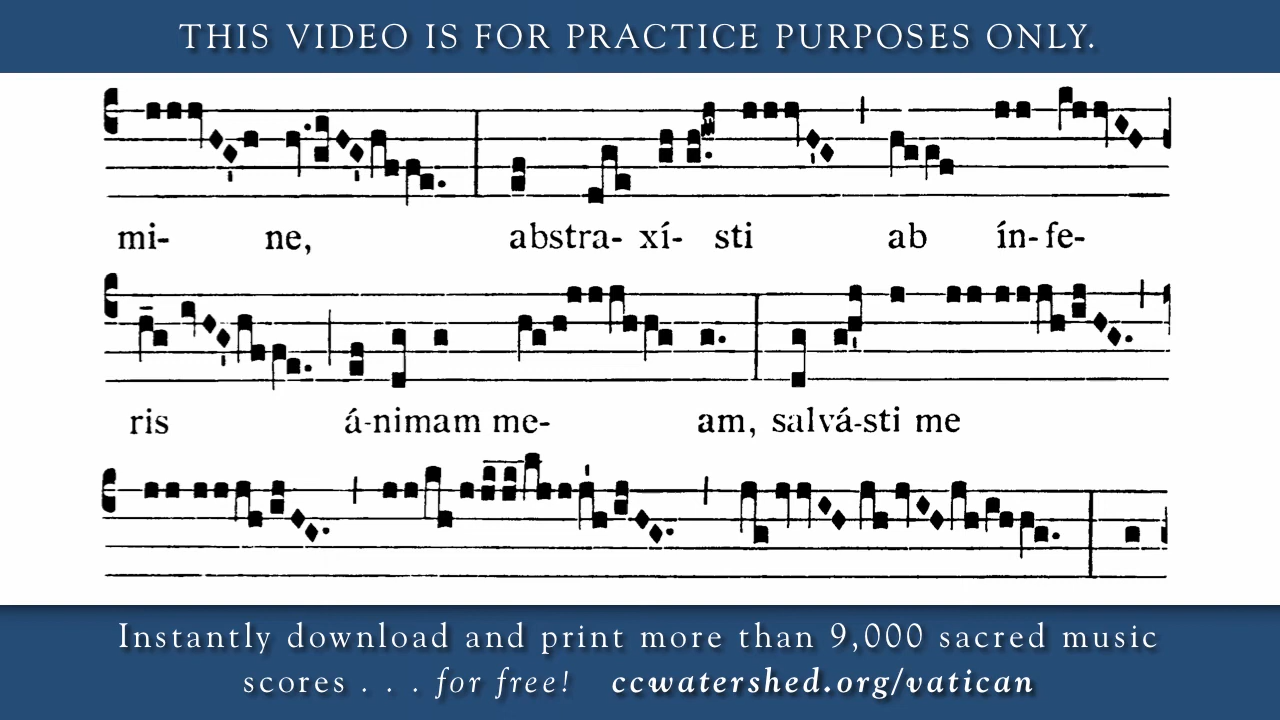 THIS VIDEO IS FOR PRACTICE PURPOSES ONLY.
mi- ne, abstra- xí- sti ab ín- fe-
ris á-nimam me- am, salvá-sti me
Instantly download and print more than 9,000 sacred music
scores . . . for free! ccwatershed.org/vatican